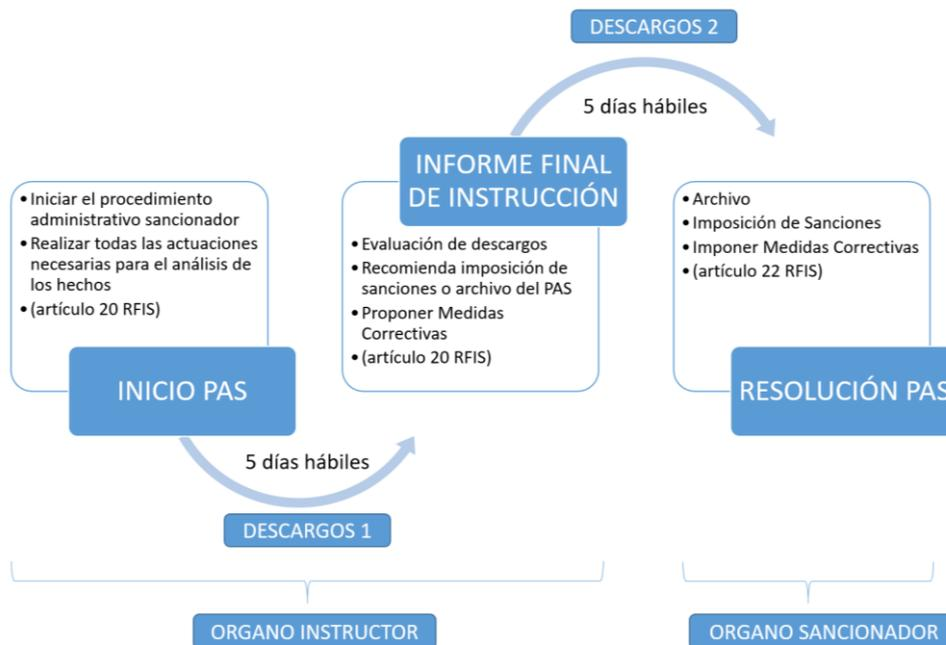 DESCARGOS 2
5 días hábiles
INFORME FINAL
DE INSTRUCCIÓN
• Iniciar el procedimiento
administrativo sancionador
• Realizar todas las actuaciones
necesarias para el análisis de
los hechos
• (artículo 20 RFIS)
INICIO PAS
• Evaluación de descargos
• Recomienda imposición de
sanciones o archivo del PAS
• Proponer Medidas
Correctivas
• (artículo 20 RFIS)
• Archivo
• Imposición de Sanciones
• Imponer Medidas Correctivas
• (artículo 22 RFIS)
RESOLUCIÓN PAS
5 días hábiles
DESCARGOS 1
ORGANO INSTRUCTOR
ORGANO SANCIONADOR